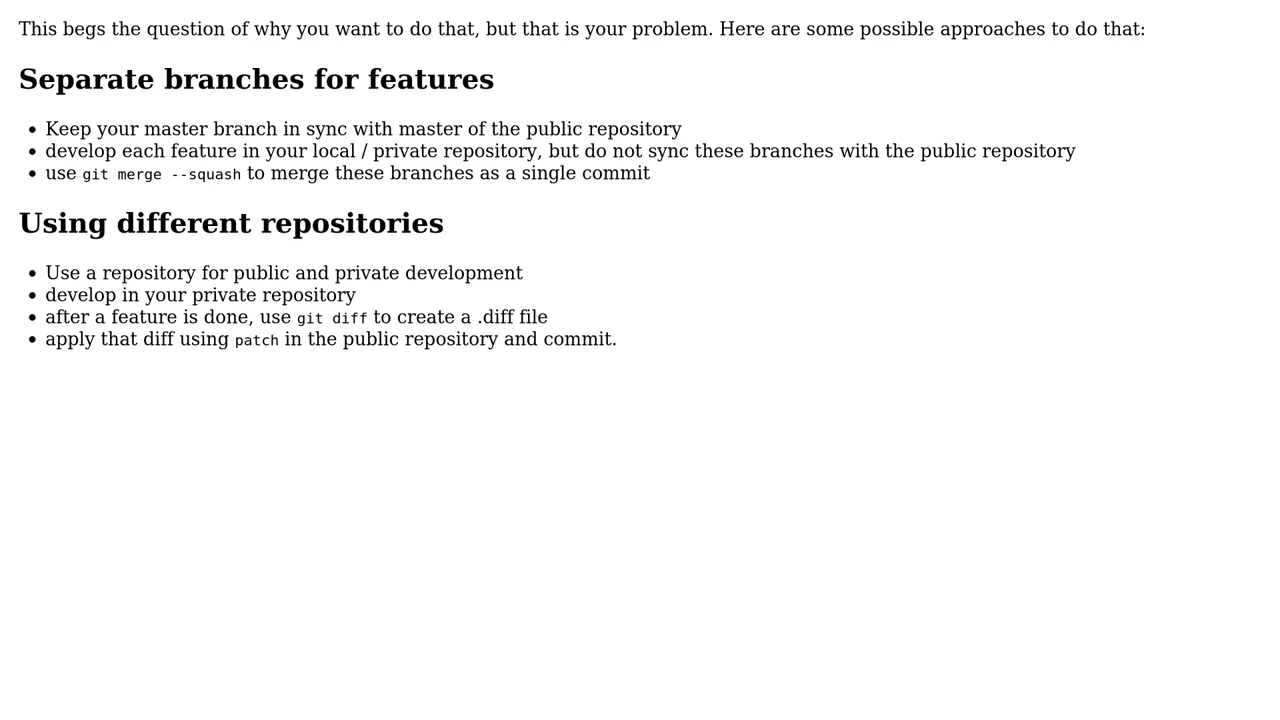 This begs the question of why you want to do that, but that is your problem. Here are some possible approaches to do that:
Separate branches for features
• Keep your master branch in sync with master of the public repository
• develop each feature in your local / private repository, but do not sync these branches with the public repository
• use git merge --squash to merge these branches as a single commit
Using different repositories
• Use a repository for public and private development
• develop in your private repository
• after a feature is done, use git diff to create a .diff file
• apply that diff using patch in the public repository and commit.